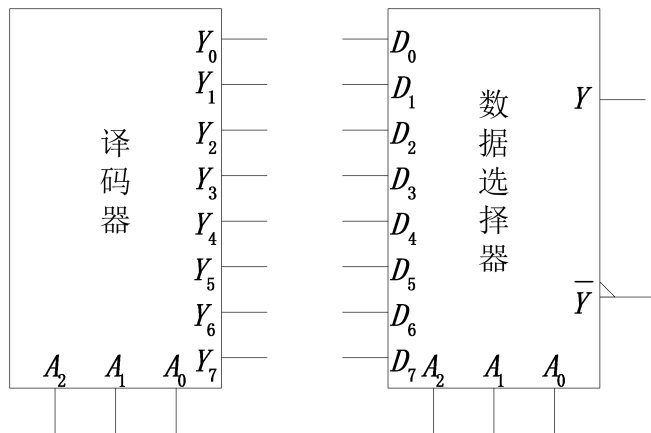 译码器
Y₀
Y₁
Y₂
Y₃
Y₄
Y₅
Y₆
Y₇
A₂ A₁ A₀
D₀
D₁
D₂
D₃
D₄
D₅
D₆
D₇
数据选择器
Y
Y̅
A₂ A₁ A₀